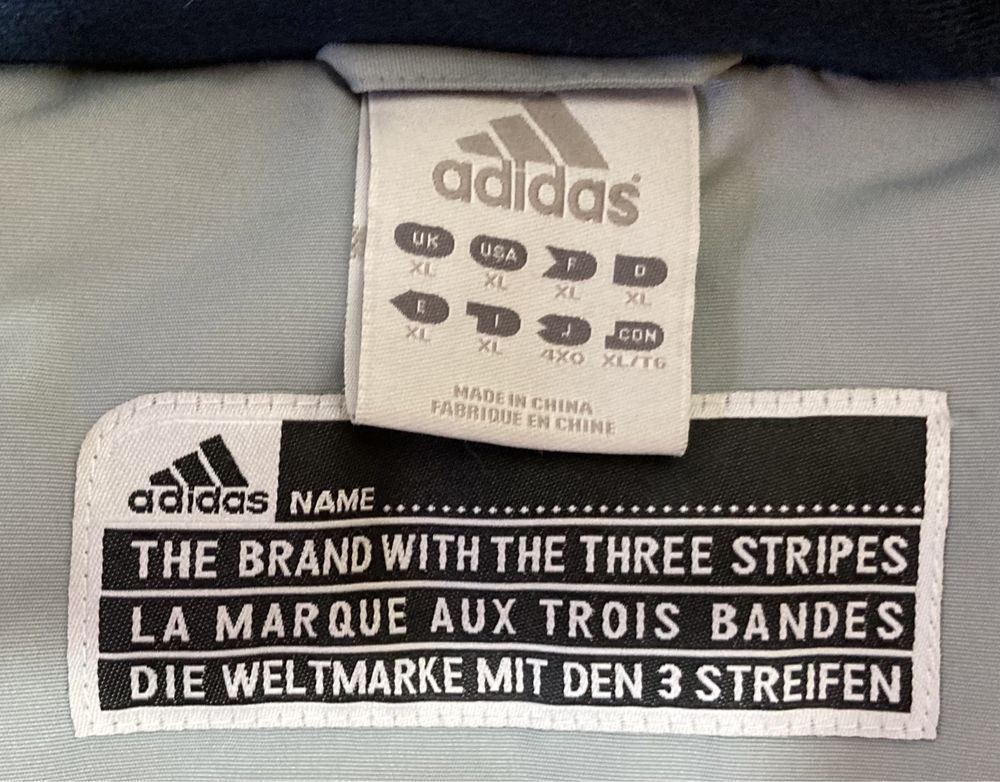 adidas
UK USA F D
XL XL XL XL
E I J CDN
XL XL 4XO XL/TG
MADE IN CHINA
FABRIQUE EN CHINE
adidas NAME
THE BRAND WITH THE THREE STRIPES
LA MARQUE AUX TROIS BANDES
DIE WELTMARKE MIT DEN 3 STREIFEN